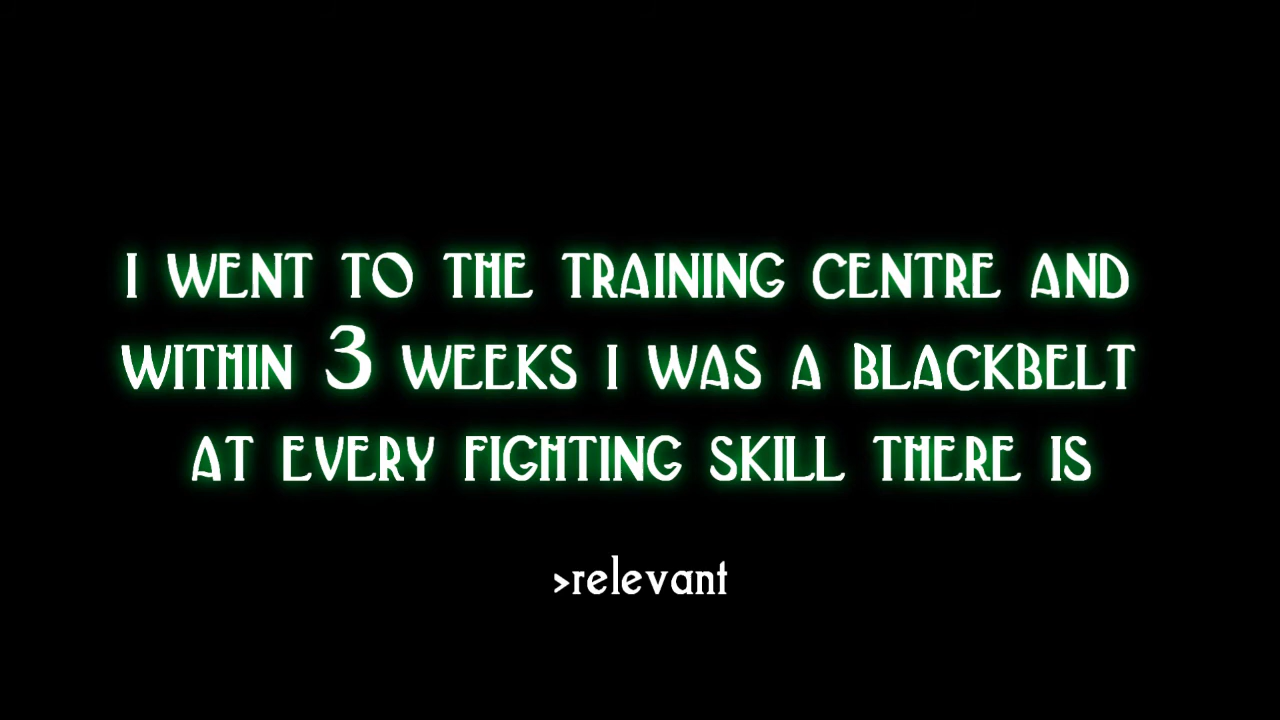 I WENT TO THE TRAINING CENTRE AND
WITHIN 3 WEEKS I WAS A BLACKBELT
AT EVERY FIGHTING SKILL THERE IS
>relevant